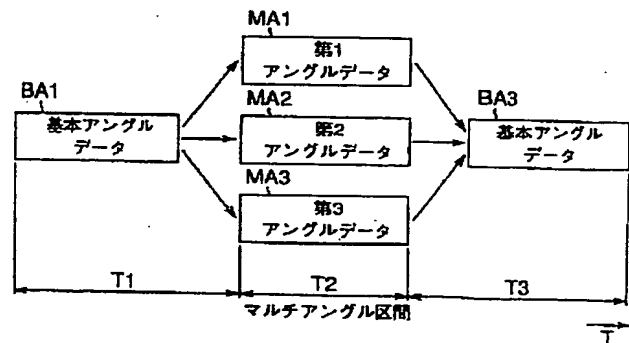 MA1
第1
アングルデータ
BA1
基本アングル
データ
MA2
第2
アングルデータ
BA3
基本アングル
データ
MA3
第3
アングルデータ
T1
T2
T3
マルチアングル区間
T